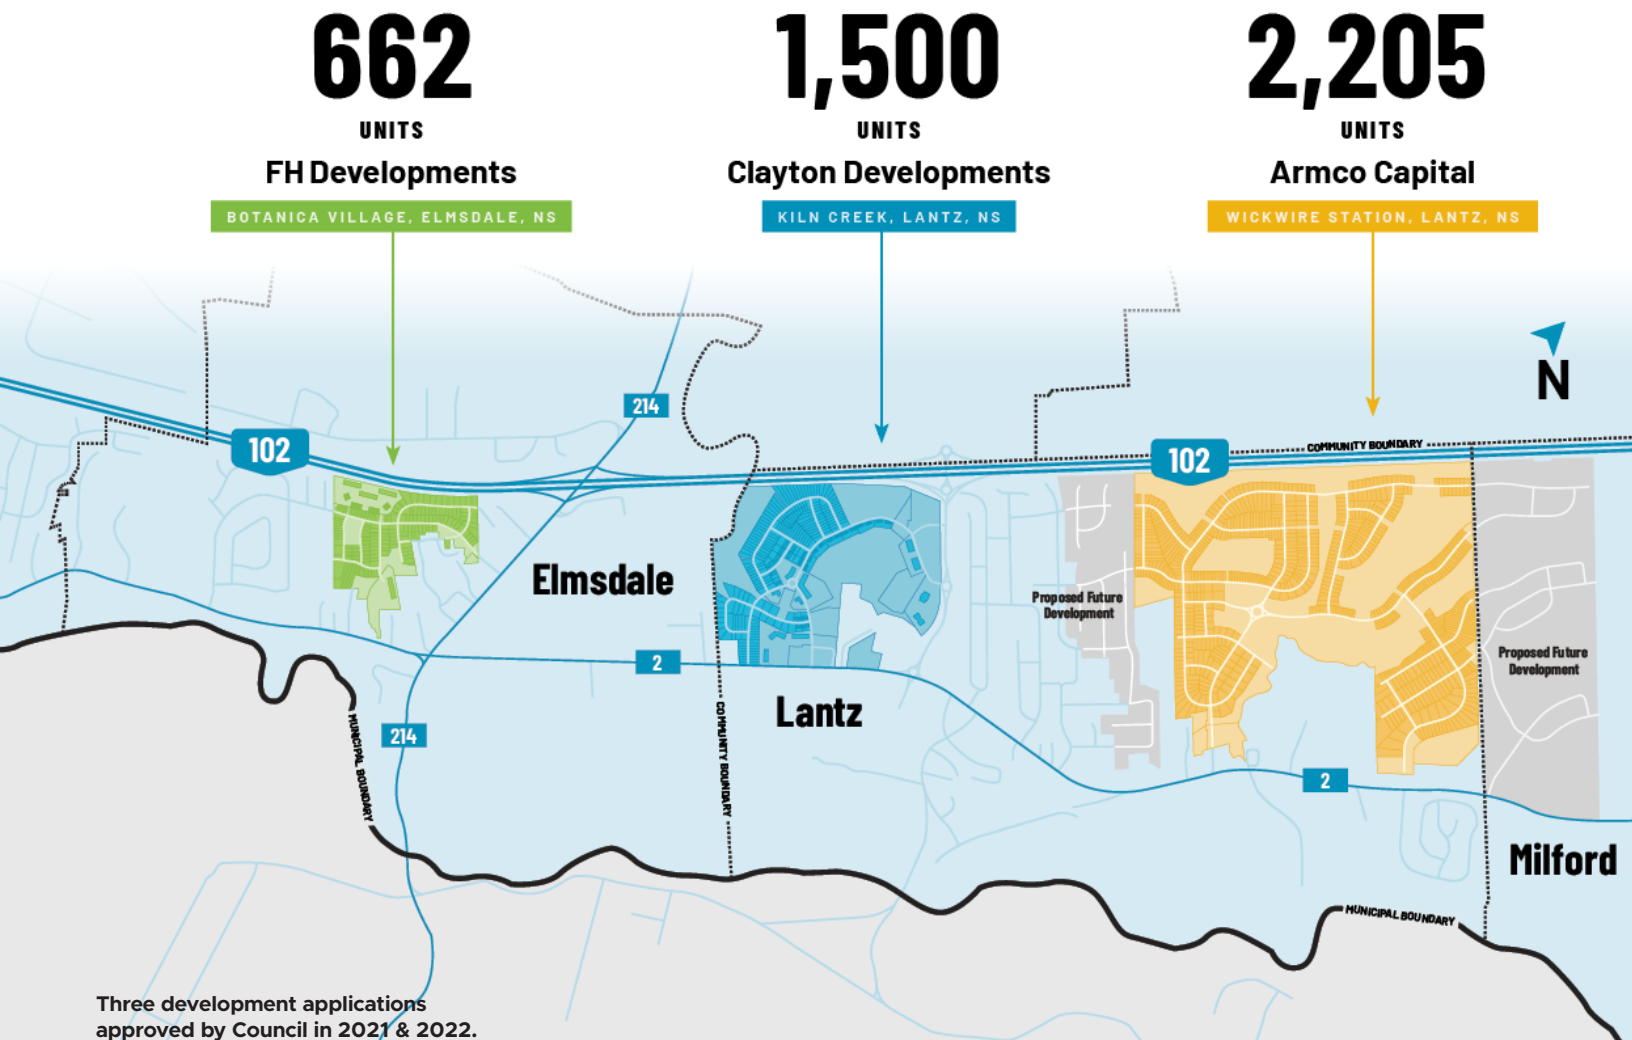 662
UNITS
FH Developments
BOTANICA VILLAGE, ELMSDALE, NS
1,500
UNITS
Clayton Developments
KILN CREEK, LANTZ, NS
2,205
UNITS
Armco Capital
WICKWIRE STATION, LANTZ, NS
N
214
102
102
COMMUNITY BOUNDARY
Elmsdale
Proposed Future
Development
Proposed Future
Development
2
Lantz
214
MUNICIPAL BOUNDARY
COMMUNITY BOUNDARY
2
Milford
MUNICIPAL BOUNDARY
Three development applications
approved by Council in 2021 & 2022.